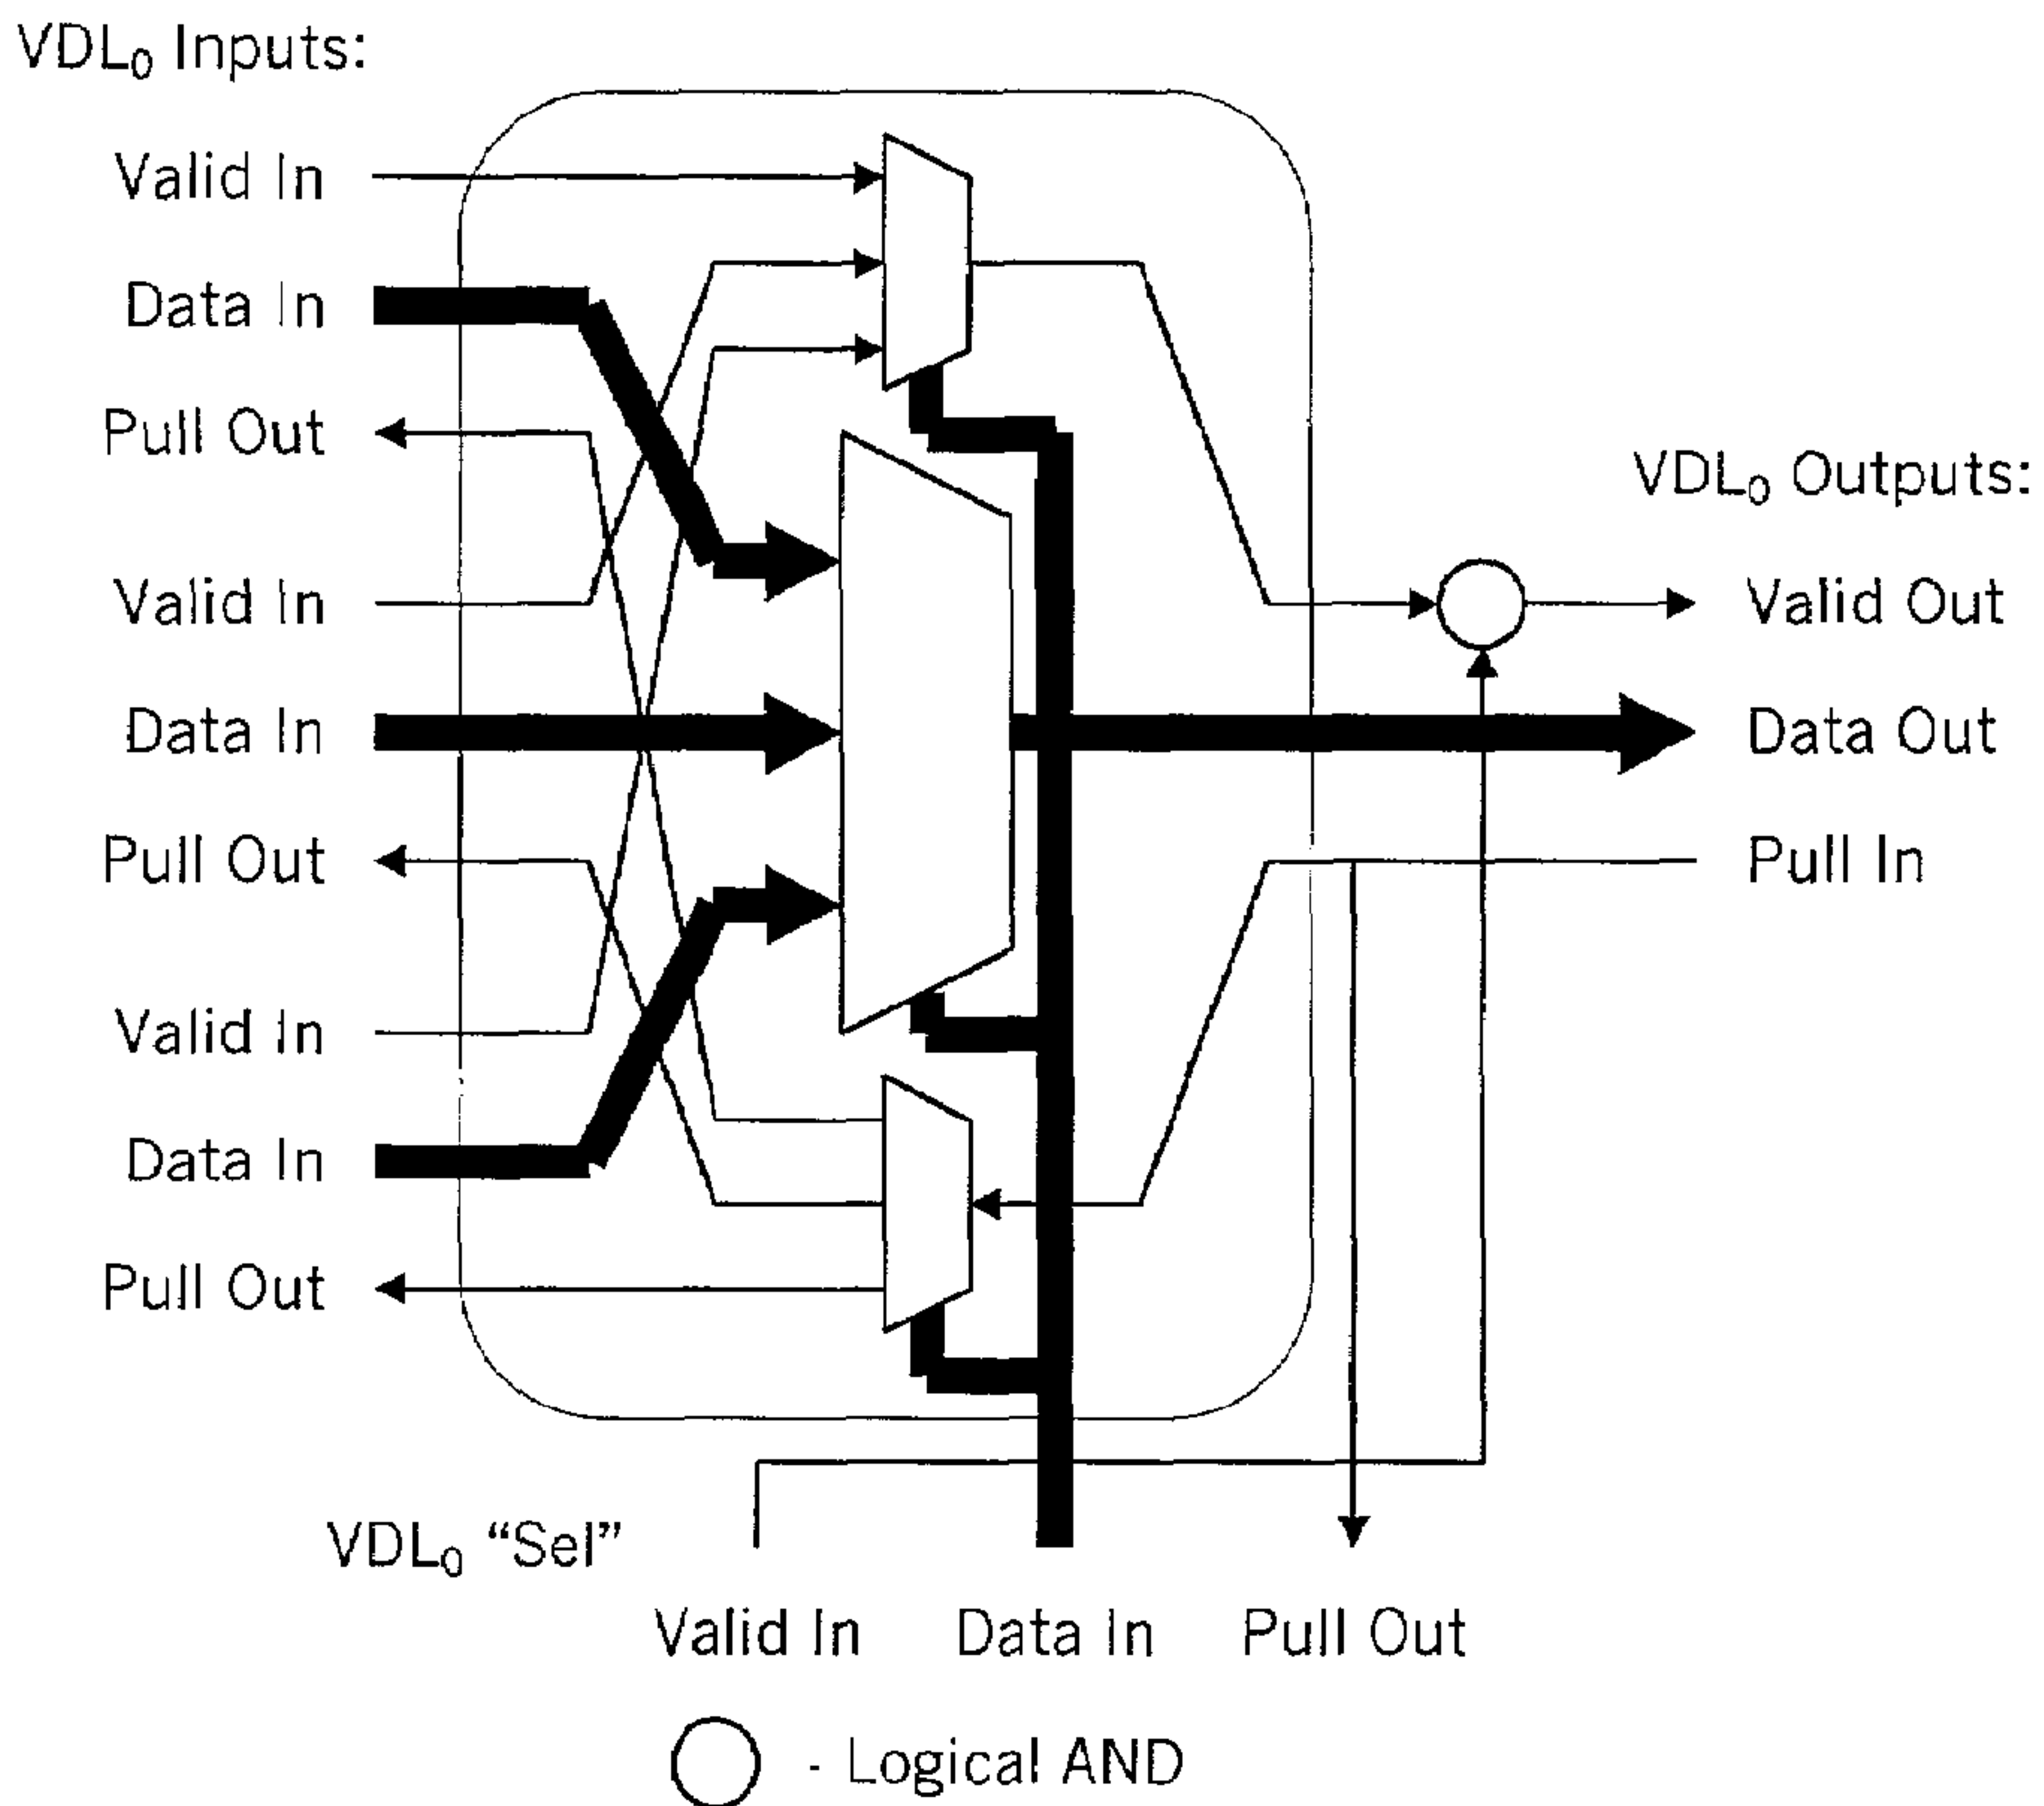 VDL₀ Inputs:
Valid In
Data In
Pull Out
Valid In
Data In
Pull Out
Valid In
Data In
Pull Out
VDL₀ Outputs:
Valid Out
Data Out
Pull In
VDL₀ “Sel”
Valid In Data In Pull Out
- Logical AND